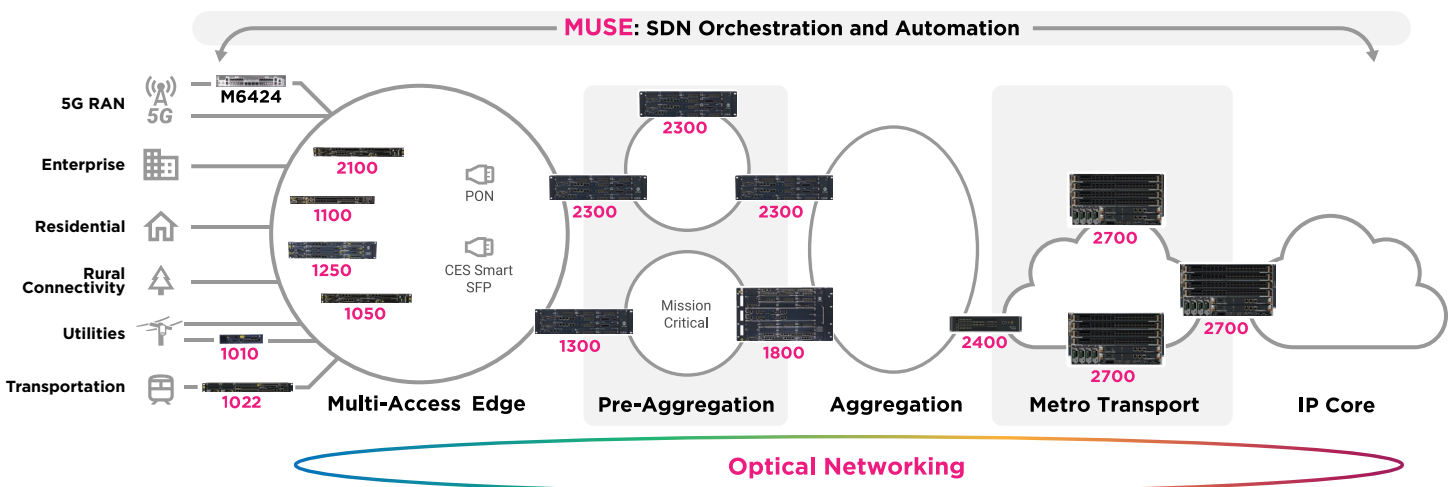 MUSE: SDN Orchestration and Automation
5G RAN
5G
M6424
Enterprise
Residential
Rural
Connectivity
Utilities
1010
Transportation
1022
2100
1100
1250
1050
PON
CES Smart
SFP
Multi-Access Edge
2300
2300
2300
1300
Mission
Critical
1800
Pre-Aggregation
Aggregation
2400
2700
2700
2700
Metro Transport
IP Core
Optical Networking